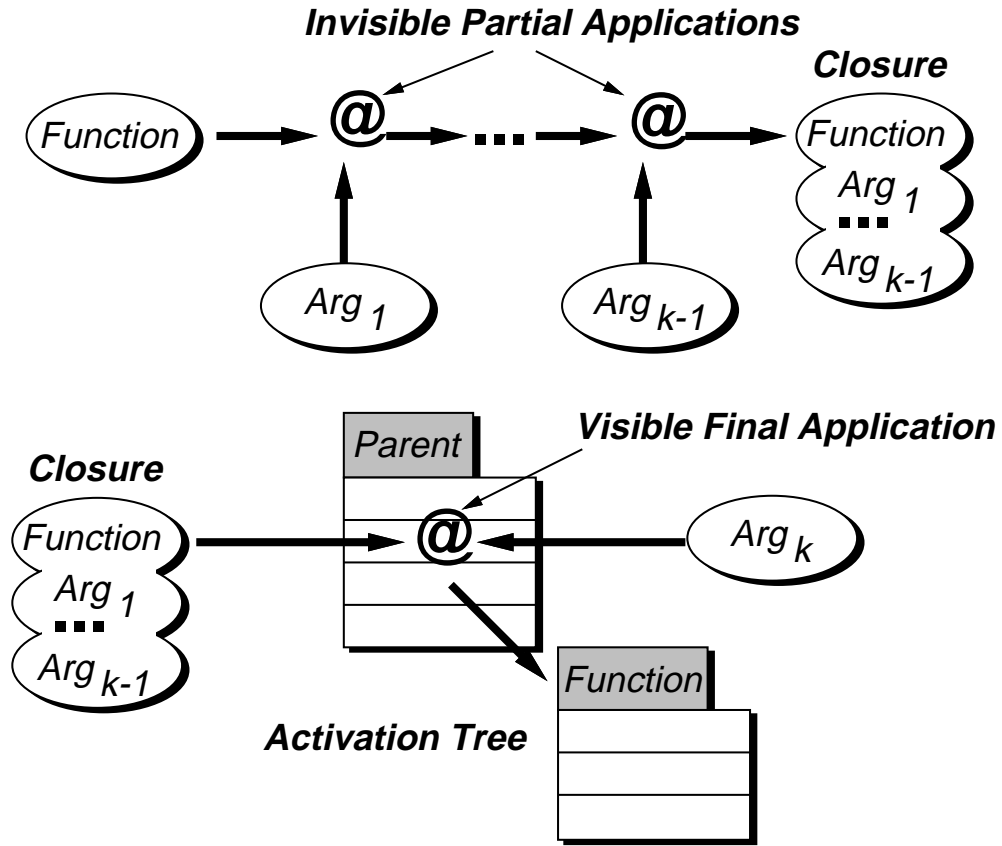 Invisible Partial Applications
Closure
Function
@
...
@
Function
Arg 1
...
Arg k-1
Arg 1
Arg k-1
Parent
Visible Final Application
Closure
Function
Arg 1
...
Arg k-1
@
Arg k
Function
Activation Tree